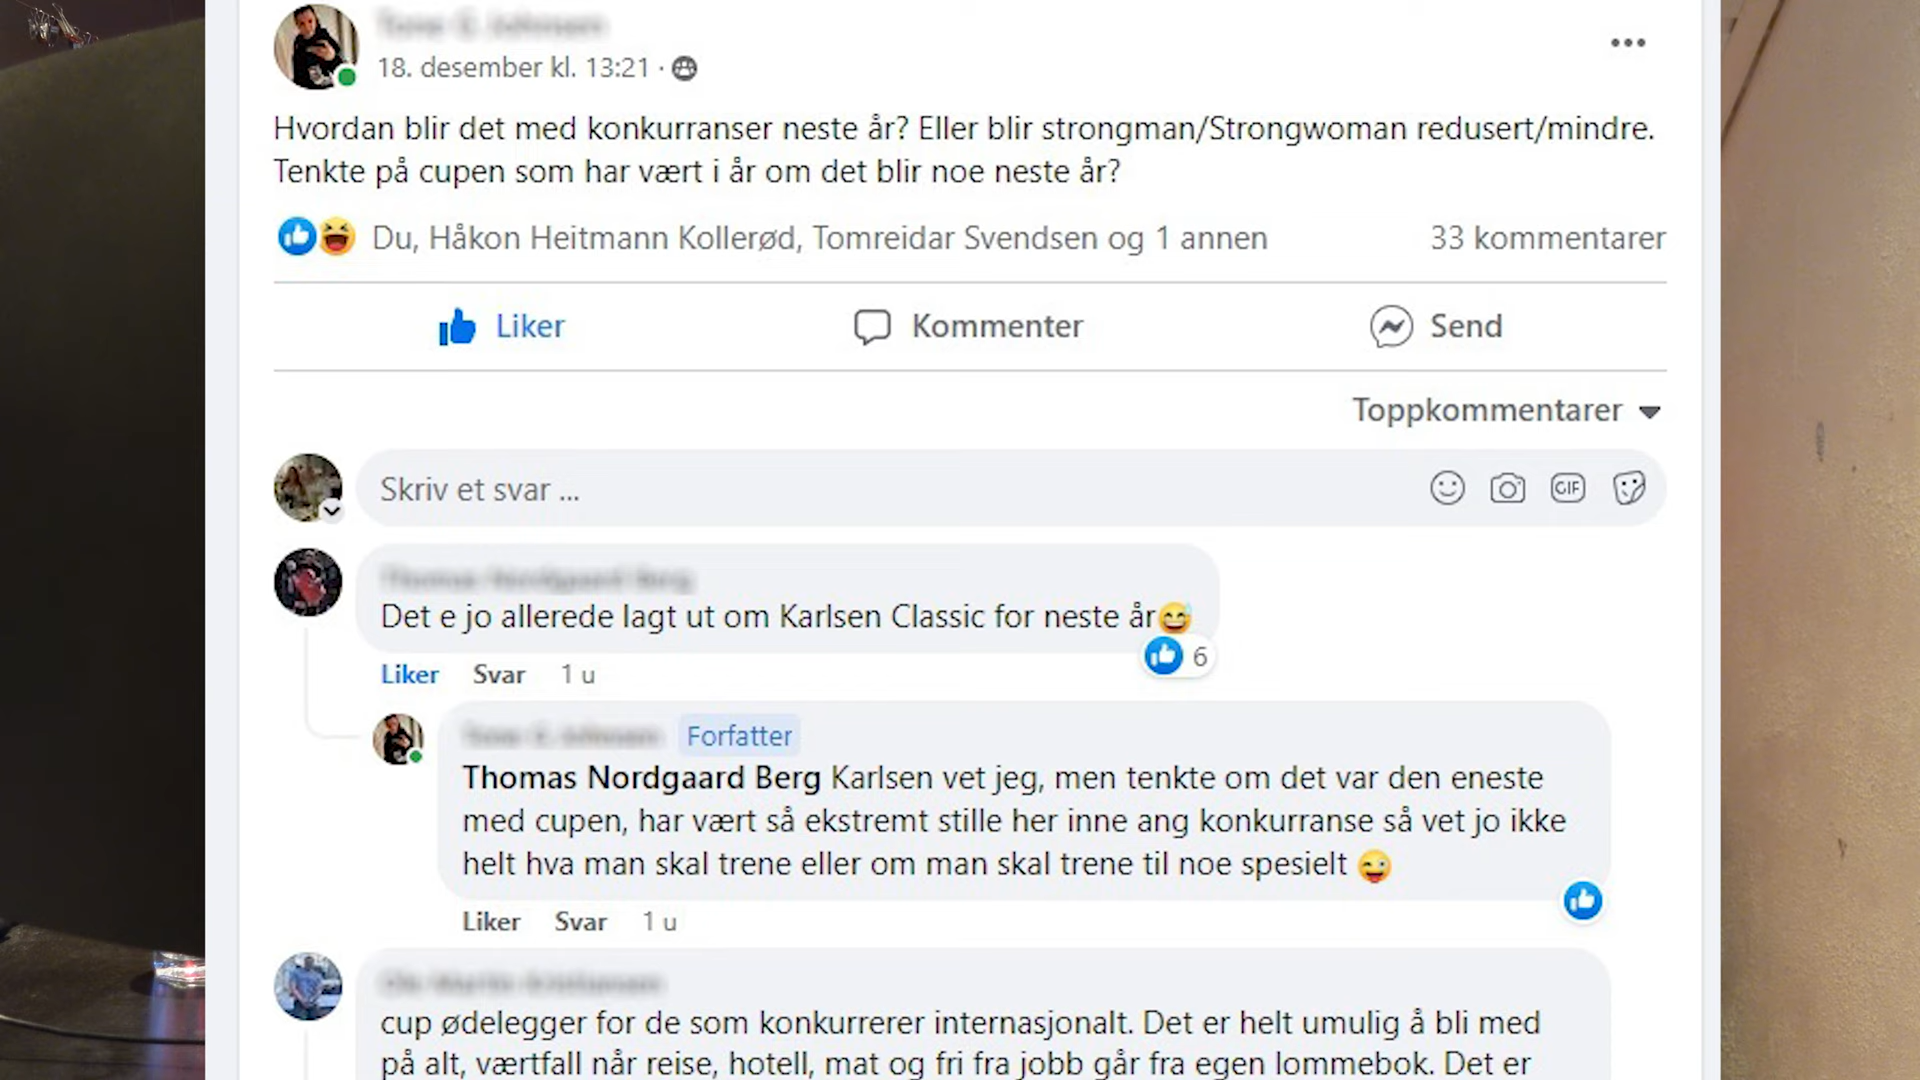 18. desember kl. 13:21 ·
Hvordan blir det med konkurranser neste år? Eller blir strongman/Strongwoman redusert/mindre.
Tenkte på cupen som har vært i år om det blir noe neste år?
Du, Håkon Heitmann Kollerød, Tomreidar Svendsen og 1 annen
33 kommentarer
Liker
Kommenter
Send
Toppkommentarer
Skriv et svar ...
GIF
Det e jo allerede lagt ut om Karlsen Classic for neste år😅
6
Liker Svar 1 u
Forfatter
Thomas Nordgaard Berg Karlsen vet jeg, men tenkte om det var den eneste
med cupen, har vært så ekstremt stille her inne ang konkurranse så vet jo ikke
helt hva man skal trene eller om man skal trene til noe spesielt 😜
Liker Svar 1 u
cup ødelegger for de som konkurrerer internasjonalt. Det er helt umulig å bli med
på alt, værtfall når reise, hotell, mat og fri fra jobb går fra egen lommebok. Det er